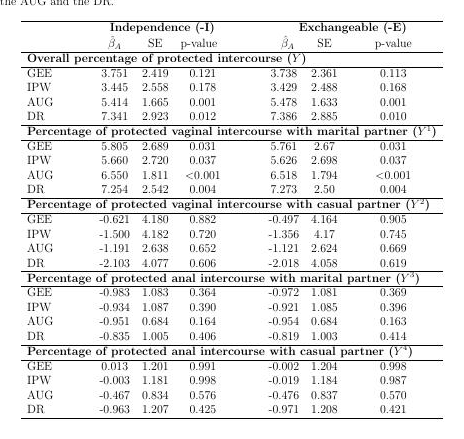 the AUG and the DR.
Independence (-I) Exchangeable (-E)
β̂A SE p-value β̂A SE p-value
Overall percentage of protected intercourse (Y)
GEE 3.751 2.419 0.121 3.738 2.361 0.113
IPW 3.445 2.558 0.178 3.429 2.488 0.168
AUG 5.414 1.665 0.001 5.478 1.633 0.001
DR 7.341 2.923 0.012 7.386 2.885 0.010
Percentage of protected vaginal intercourse with marital partner (Y¹)
GEE 5.805 2.689 0.031 5.761 2.67 0.031
IPW 5.660 2.720 0.037 5.626 2.698 0.037
AUG 6.550 1.811 <0.001 6.518 1.794 <0.001
DR 7.254 2.542 0.004 7.273 2.50 0.004
Percentage of protected vaginal intercourse with casual partner (Y²)
GEE -0.621 4.180 0.882 -0.497 4.164 0.905
IPW -1.500 4.182 0.720 -1.356 4.17 0.745
AUG -1.191 2.638 0.652 -1.121 2.624 0.669
DR -2.103 4.077 0.606 -2.018 4.058 0.619
Percentage of protected anal intercourse with marital partner (Y³)
GEE -0.983 1.083 0.364 -0.972 1.081 0.369
IPW -0.934 1.087 0.390 -0.921 1.085 0.396
AUG -0.951 0.684 0.164 -0.954 0.684 0.163
DR -0.835 1.005 0.406 -0.819 1.003 0.414
Percentage of protected anal intercourse with casual partner (Y⁴)
GEE 0.013 1.201 0.991 -0.002 1.204 0.998
IPW -0.003 1.181 0.998 -0.019 1.184 0.987
AUG -0.467 0.834 0.576 -0.476 0.837 0.570
DR -0.963 1.207 0.425 -0.971 1.208 0.421